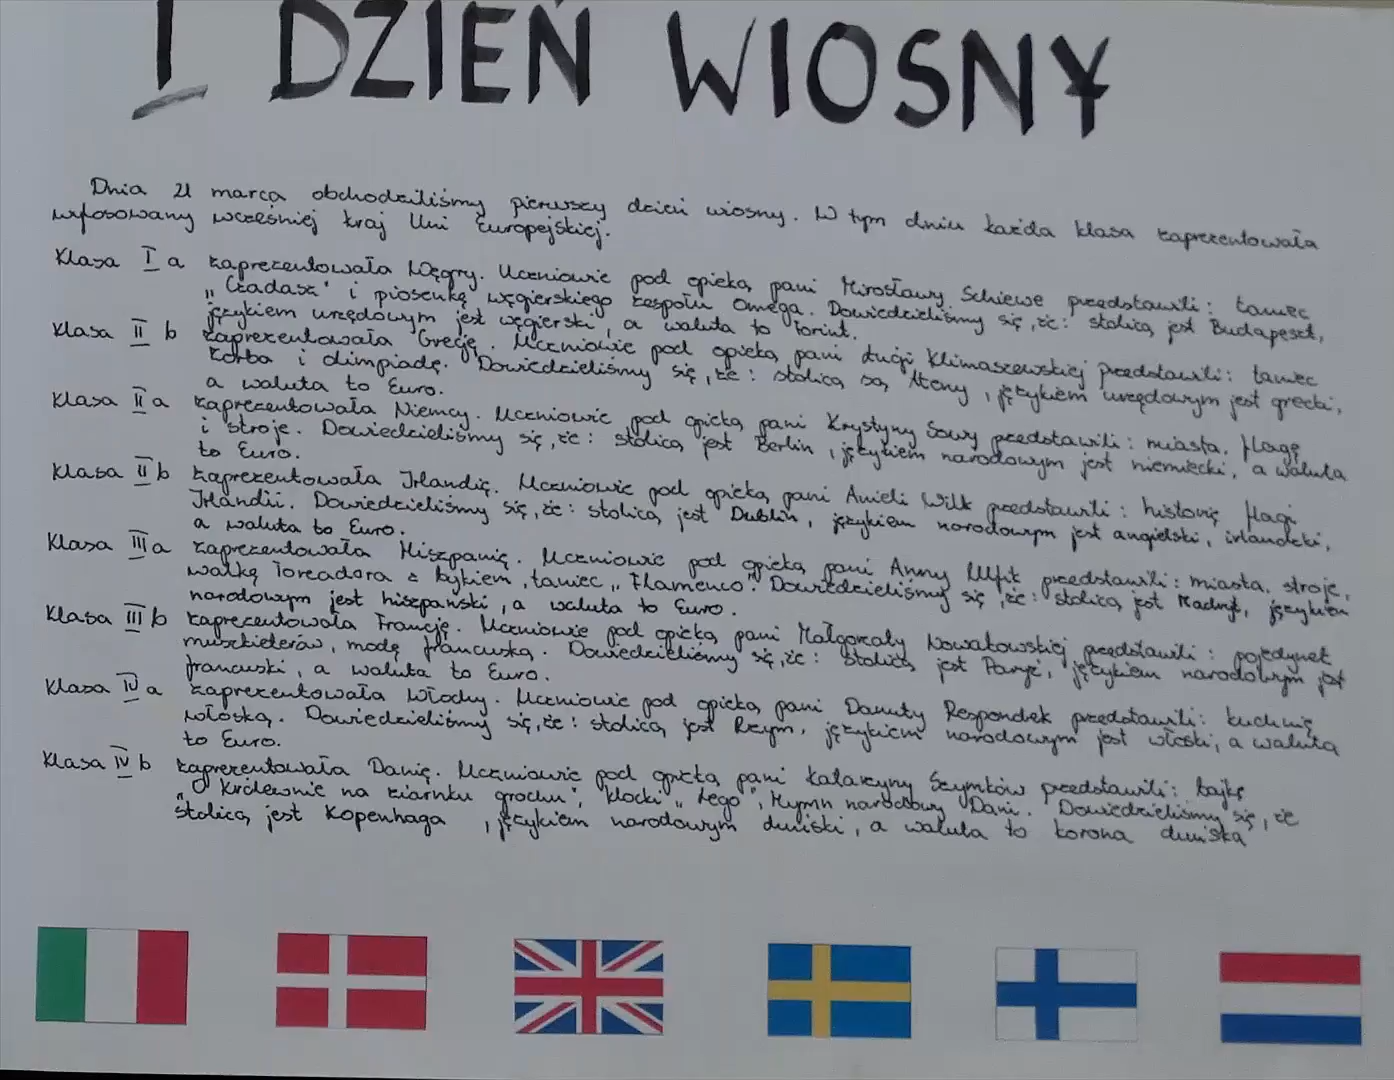 I DZIEŃ WIOSNY
Dnia 21 marca obchodziliśmy pierwszy dzień wiosny. W tym dniu każda klasa zaprezentowała
wylosowany wcześniej kraj Uni Europejskiej.
Klasa I a zaprezentowała Węgry. Uczniowie pod opieką pani Mirosławy Schiewe przedstawili: taniec
„Czadasz" i piosenkę węgierskiego zespołu Omega. Dowiedzieliśmy się, że: stolicą jest Budapeszt,
językiem urzędowym jest węgierski, a waluta to Forint.
Klasa II b zaprezentowała Grecję. Uczniowie pod opieką pani Klimaszewskiej przedstawili: taniec
Zorba i olimpiadę. Dowiedzieliśmy się, że: stolicą są Ateny, językiem urzędowym jest grecki,
a waluta to Euro.
Klasa II a zaprezentowała Niemcy. Uczniowie pod opieką pani Krystyny Sowy przedstawili: miasta, flagę
i stroje. Dowiedzieliśmy się, że: stolicą jest Berlin, językiem narodowym jest niemiecki, a waluta
to Euro.
Klasa II b zaprezentowała Irlandię. Uczniowie pod opieką pani Anieli Wilk przedstawili: historię, flagi
Irlandii. Dowiedzieliśmy się, że: stolicą jest Dublin, językiem narodowym jest angielski, irlandzki,
a waluta to Euro.
Klasa III a zaprezentowała Hiszpanię. Uczniowie pod opieką pani Anny przedstawili: miasta, stroje,
walkę Toreadora z bykiem, taniec „Flamenco". Dowiedzieliśmy się, że: stolicą jest Madryt, językiem
narodowym jest hiszpański, a waluta to Euro.
Klasa III b zaprezentowała Francję. Uczniowie pod opieką pani Małgorzaty Nowakowskiej przedstawili: pojedynek
muszkieterów, modę francuską. Dowiedzieliśmy się, że: stolicą jest Paryż, językiem narodowym jest
francuski, a waluta to Euro.
Klasa IV a zaprezentowała Włochy. Uczniowie pod opieką pani Danuty Respondek przedstawili: kuchnię
włoską. Dowiedzieliśmy się, że: stolicą jest Rzym, językiem narodowym jest włoski, a waluta
to Euro.
Klasa IV b zaprezentowała Danię. Uczniowie pod opieką pani Katarzyny Szymków przedstawili: bajkę
„O Królewnie na ziarnku grochu", klocki „Lego", Hymn narodowy Dani. Dowiedzieliśmy się, że
stolicą jest Kopenhaga, językiem narodowym duński, a waluta to korona duńska